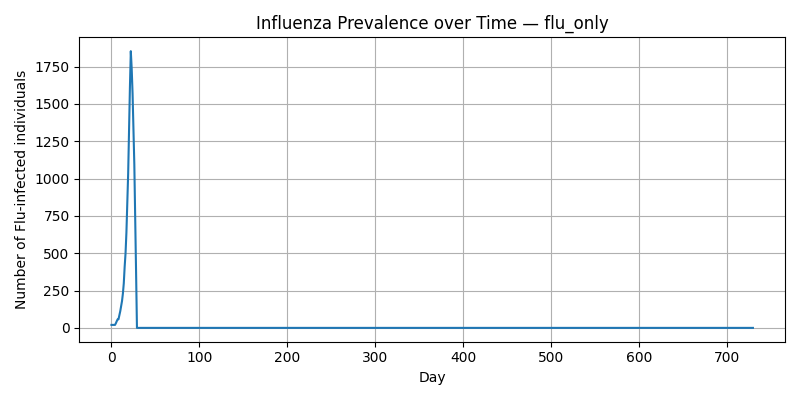 Influenza Prevalence over Time — flu_only
Number of Flu-infected individuals
1750
1500
1250
1000
750
500
250
0
0 100 200 300 400 500 600 700
Day